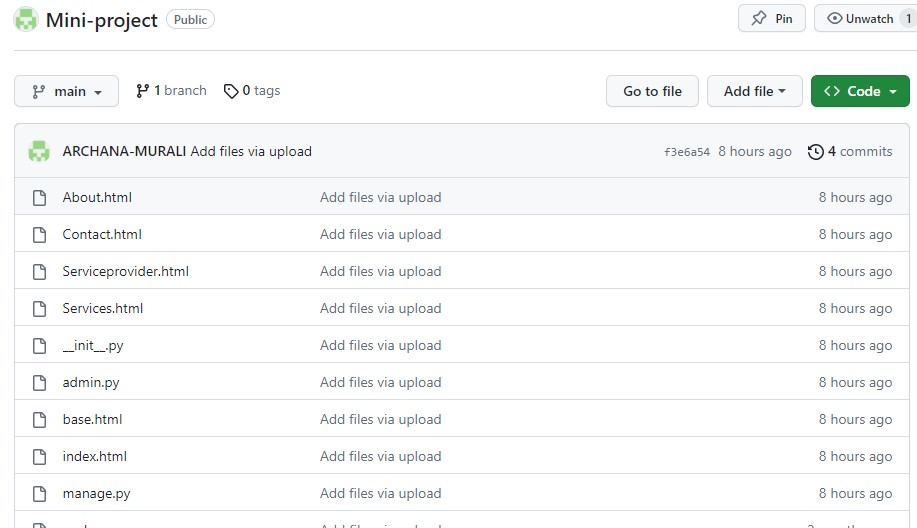 Mini-project Public Pin Unwatch 1
main 1 branch 0 tags Go to file Add file Code
ARCHANA-MURALI Add files via upload f3e6a54 8 hours ago 4 commits
About.html Add files via upload 8 hours ago
Contact.html Add files via upload 8 hours ago
Serviceprovider.html Add files via upload 8 hours ago
Services.html Add files via upload 8 hours ago
__init__.py Add files via upload 8 hours ago
admin.py Add files via upload 8 hours ago
base.html Add files via upload 8 hours ago
index.html Add files via upload 8 hours ago
manage.py Add files via upload 8 hours ago